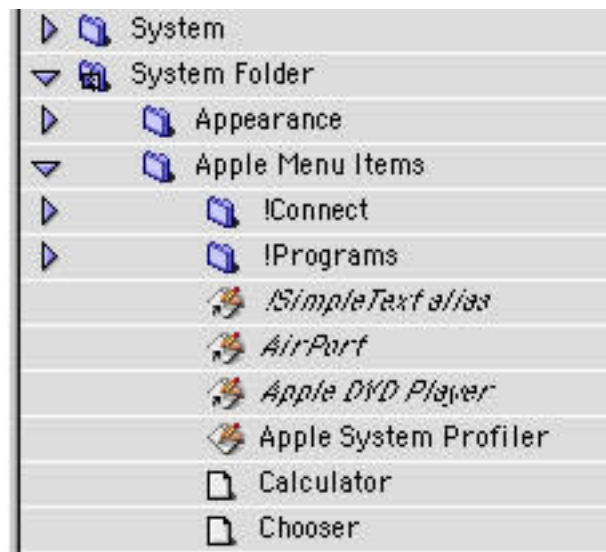 System
System Folder
Appearance
Apple Menu Items
!Connect
!Programs
!SimpleText alias
AirPort
Apple DVD Player
Apple System Profiler
Calculator
Chooser